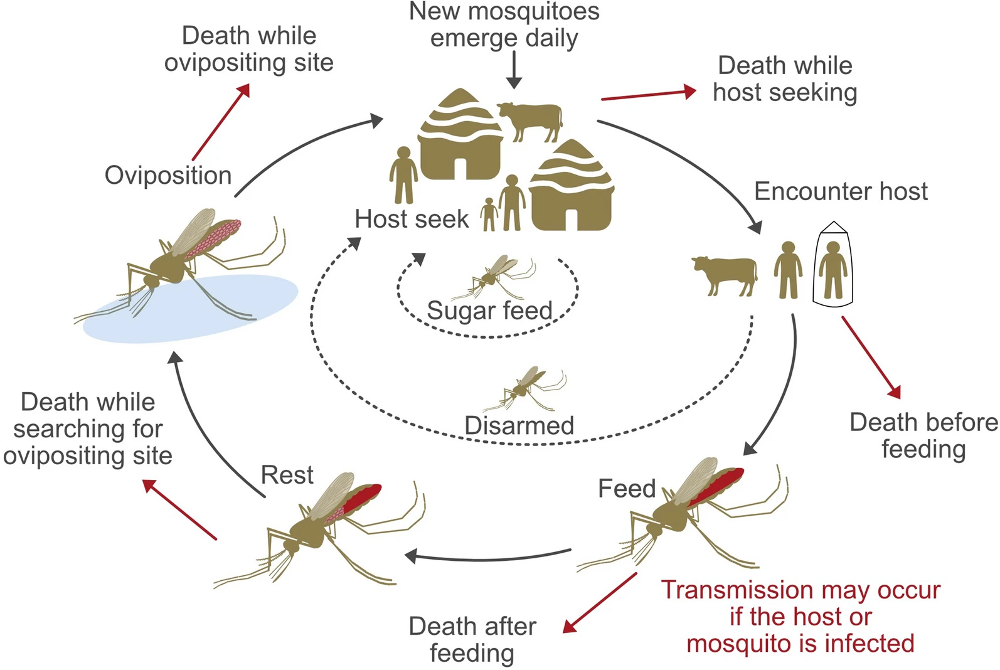 New mosquitoes
emerge daily
Death while
ovipositing site
Death while
host seeking
Oviposition
Encounter host
Host seek
Sugar feed
Disarmed
Death while
searching for
ovipositing site
Death before
feeding
Rest
Feed
Transmission may occur
if the host or
mosquito is infected
Death after
feeding